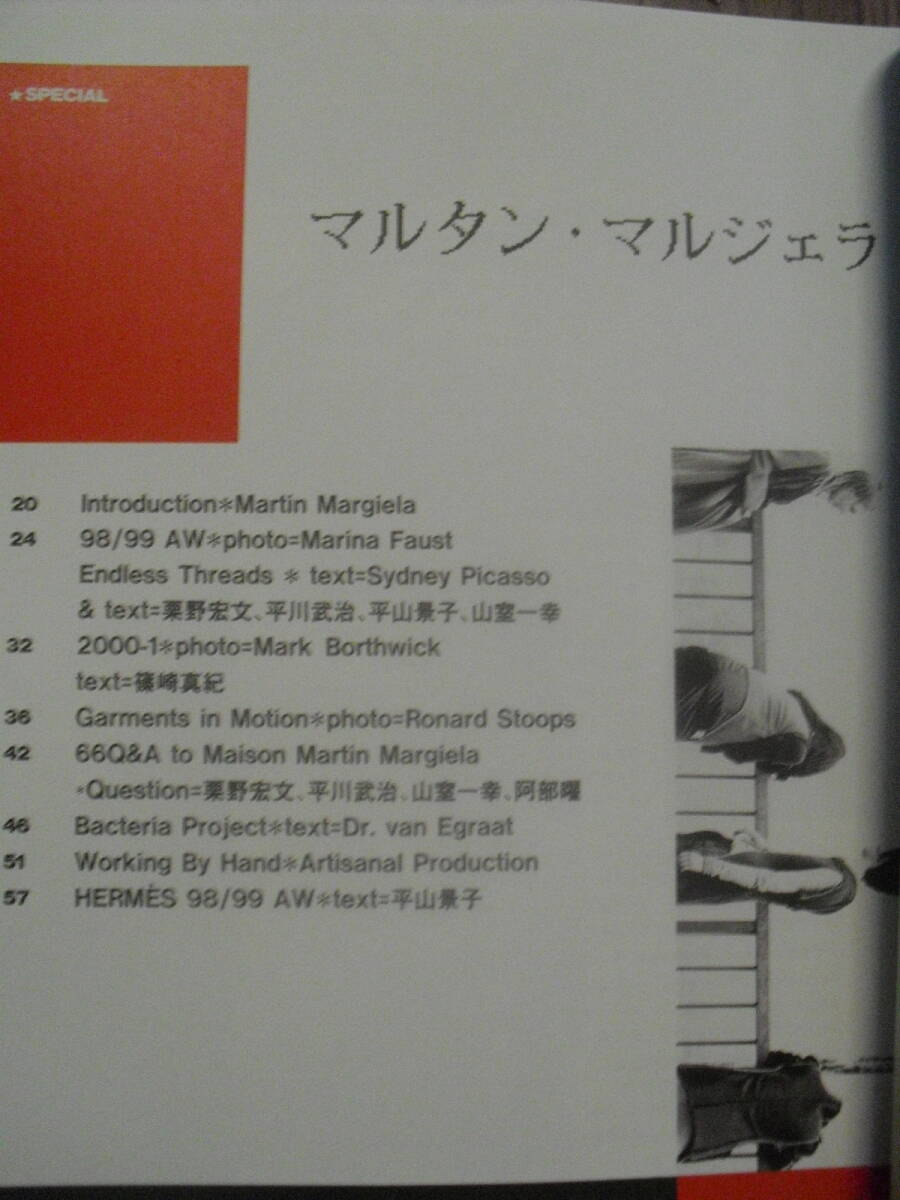 ★SPECIAL
マルタン・マルジェラ
20 Introduction*Martin Margiela
24 98/99 AW*photo=Marina Faust
Endless Threads * text=Sydney Picasso
& text=栗野宏文、平川武治、平山景子、山室一幸
32 2000-1*photo=Mark Borthwick
text=篠崎真紀
36 Garments in Motion*photo=Ronard Stoops
42 66Q&A to Maison Martin Margiela
*Question=栗野宏文、平川武治、山室一幸、阿部曜
46 Bacteria Project*text=Dr. van Egraat
51 Working By Hand*Artisanal Production
57 HERMÈS 98/99 AW*text=平山景子